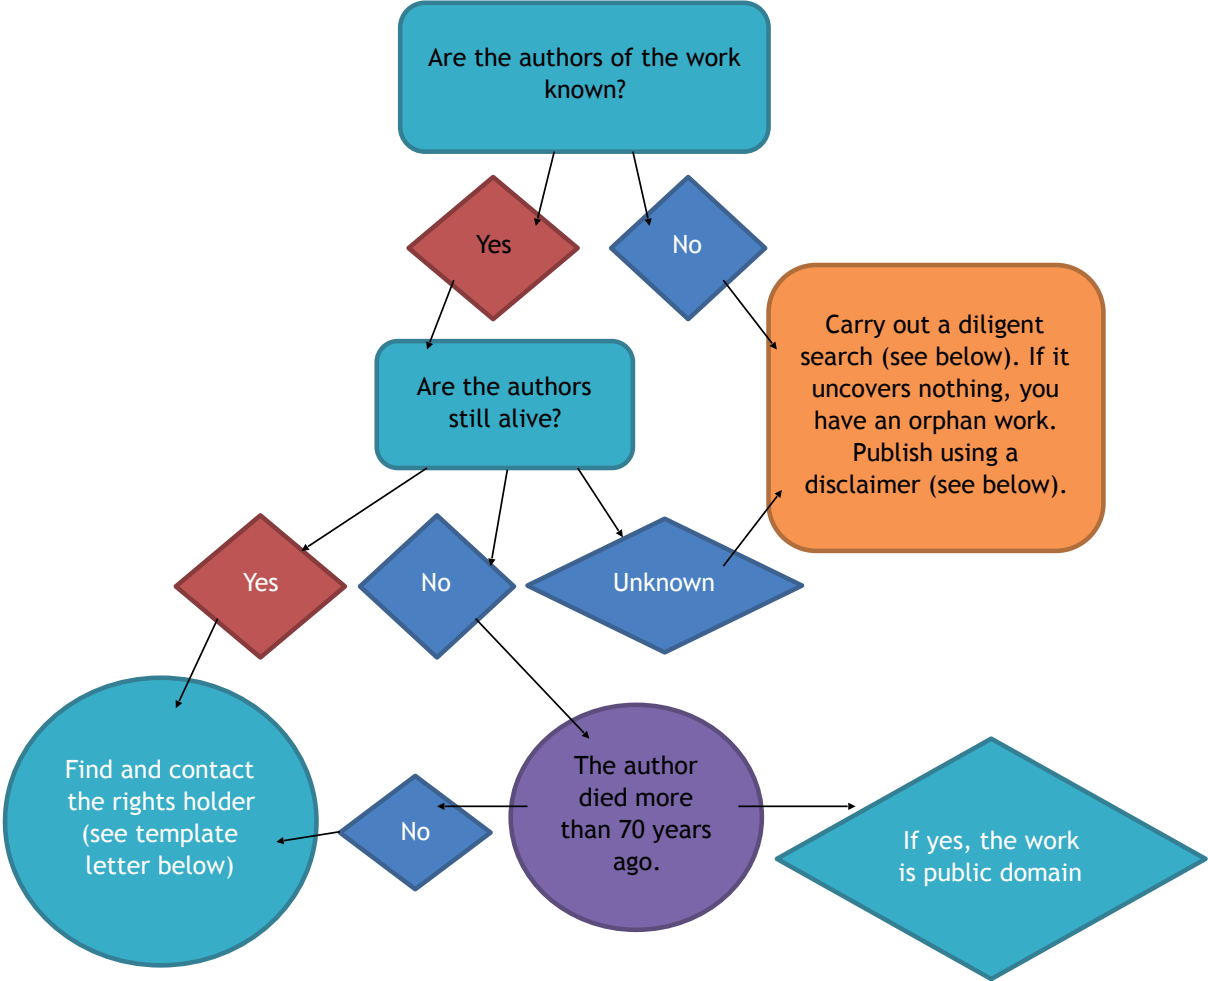 Are the authors of the work
known?
Yes
No
Carry out a diligent
search (see below). If it
uncovers nothing, you
have an orphan work.
Publish using a
disclaimer (see below).
Are the authors
still alive?
Yes
No
Unknown
Find and contact
the rights holder
(see template
letter below)
No
The author
died more
than 70 years
ago.
If yes, the work
is public domain